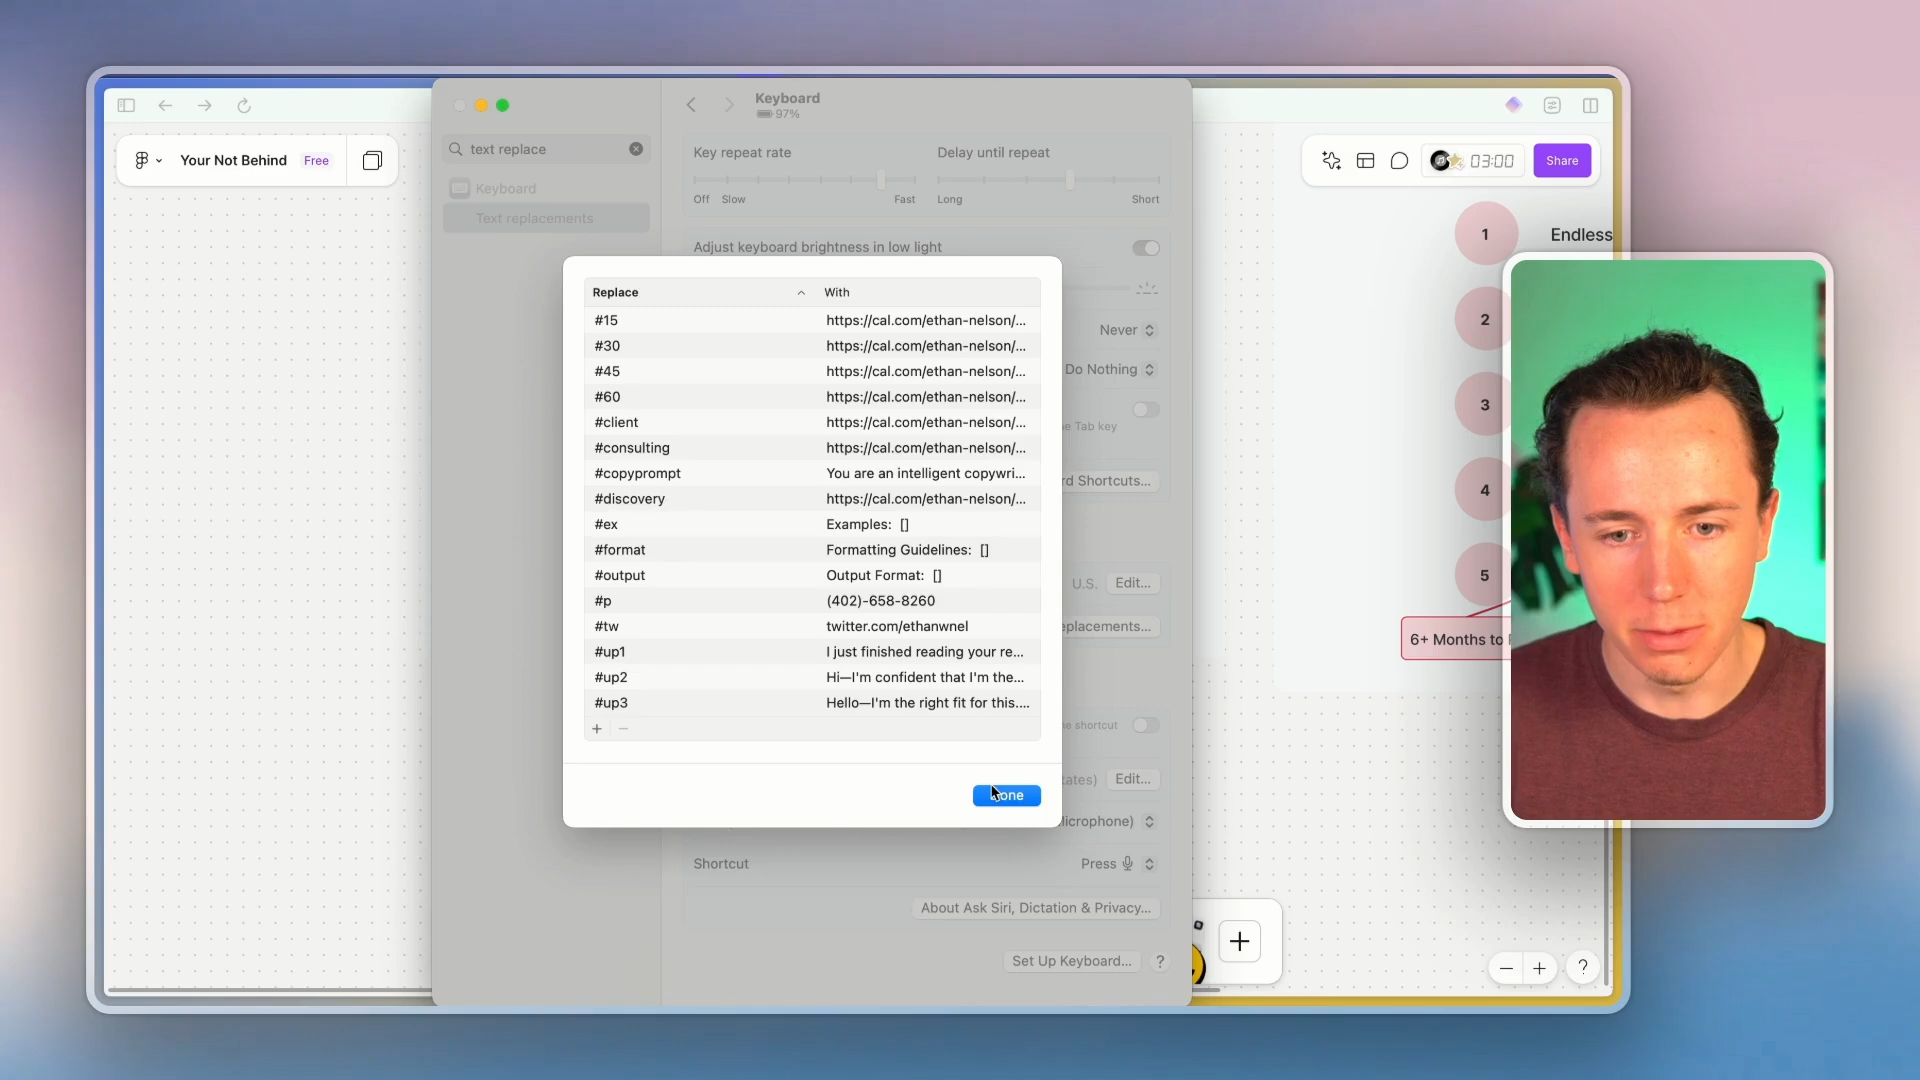 Your Not Behind Free
text replace
Keyboard
Text replacements
Keyboard
97%
Key repeat rate
Off Slow Fast
Delay until repeat
Long Short
Adjust keyboard brightness in low light
Never
Do Nothing
he Tab key
rd Shortcuts...
U.S. Edit...
eplacements...
he shortcut
tates) Edit...
licrophone)
Shortcut Press
About Ask Siri, Dictation & Privacy...
Set Up Keyboard... ?
Replace With
#15 https://cal.com/ethan-nelson/...
#30 https://cal.com/ethan-nelson/...
#45 https://cal.com/ethan-nelson/...
#60 https://cal.com/ethan-nelson/...
#client https://cal.com/ethan-nelson/...
#consulting https://cal.com/ethan-nelson/...
#copyprompt You are an intelligent copywri...
#discovery https://cal.com/ethan-nelson/...
#ex Examples: []
#format Formatting Guidelines: []
#output Output Format: []
#p (402)-658-8260
#tw twitter.com/ethanwnel
#up1 I just finished reading your re...
#up2 Hi—I'm confident that I'm the...
#up3 Hello—I'm the right fit for this....
+ −
one
03:00 Share
1 Endless
2
3
4
5
6+ Months to
− + ?